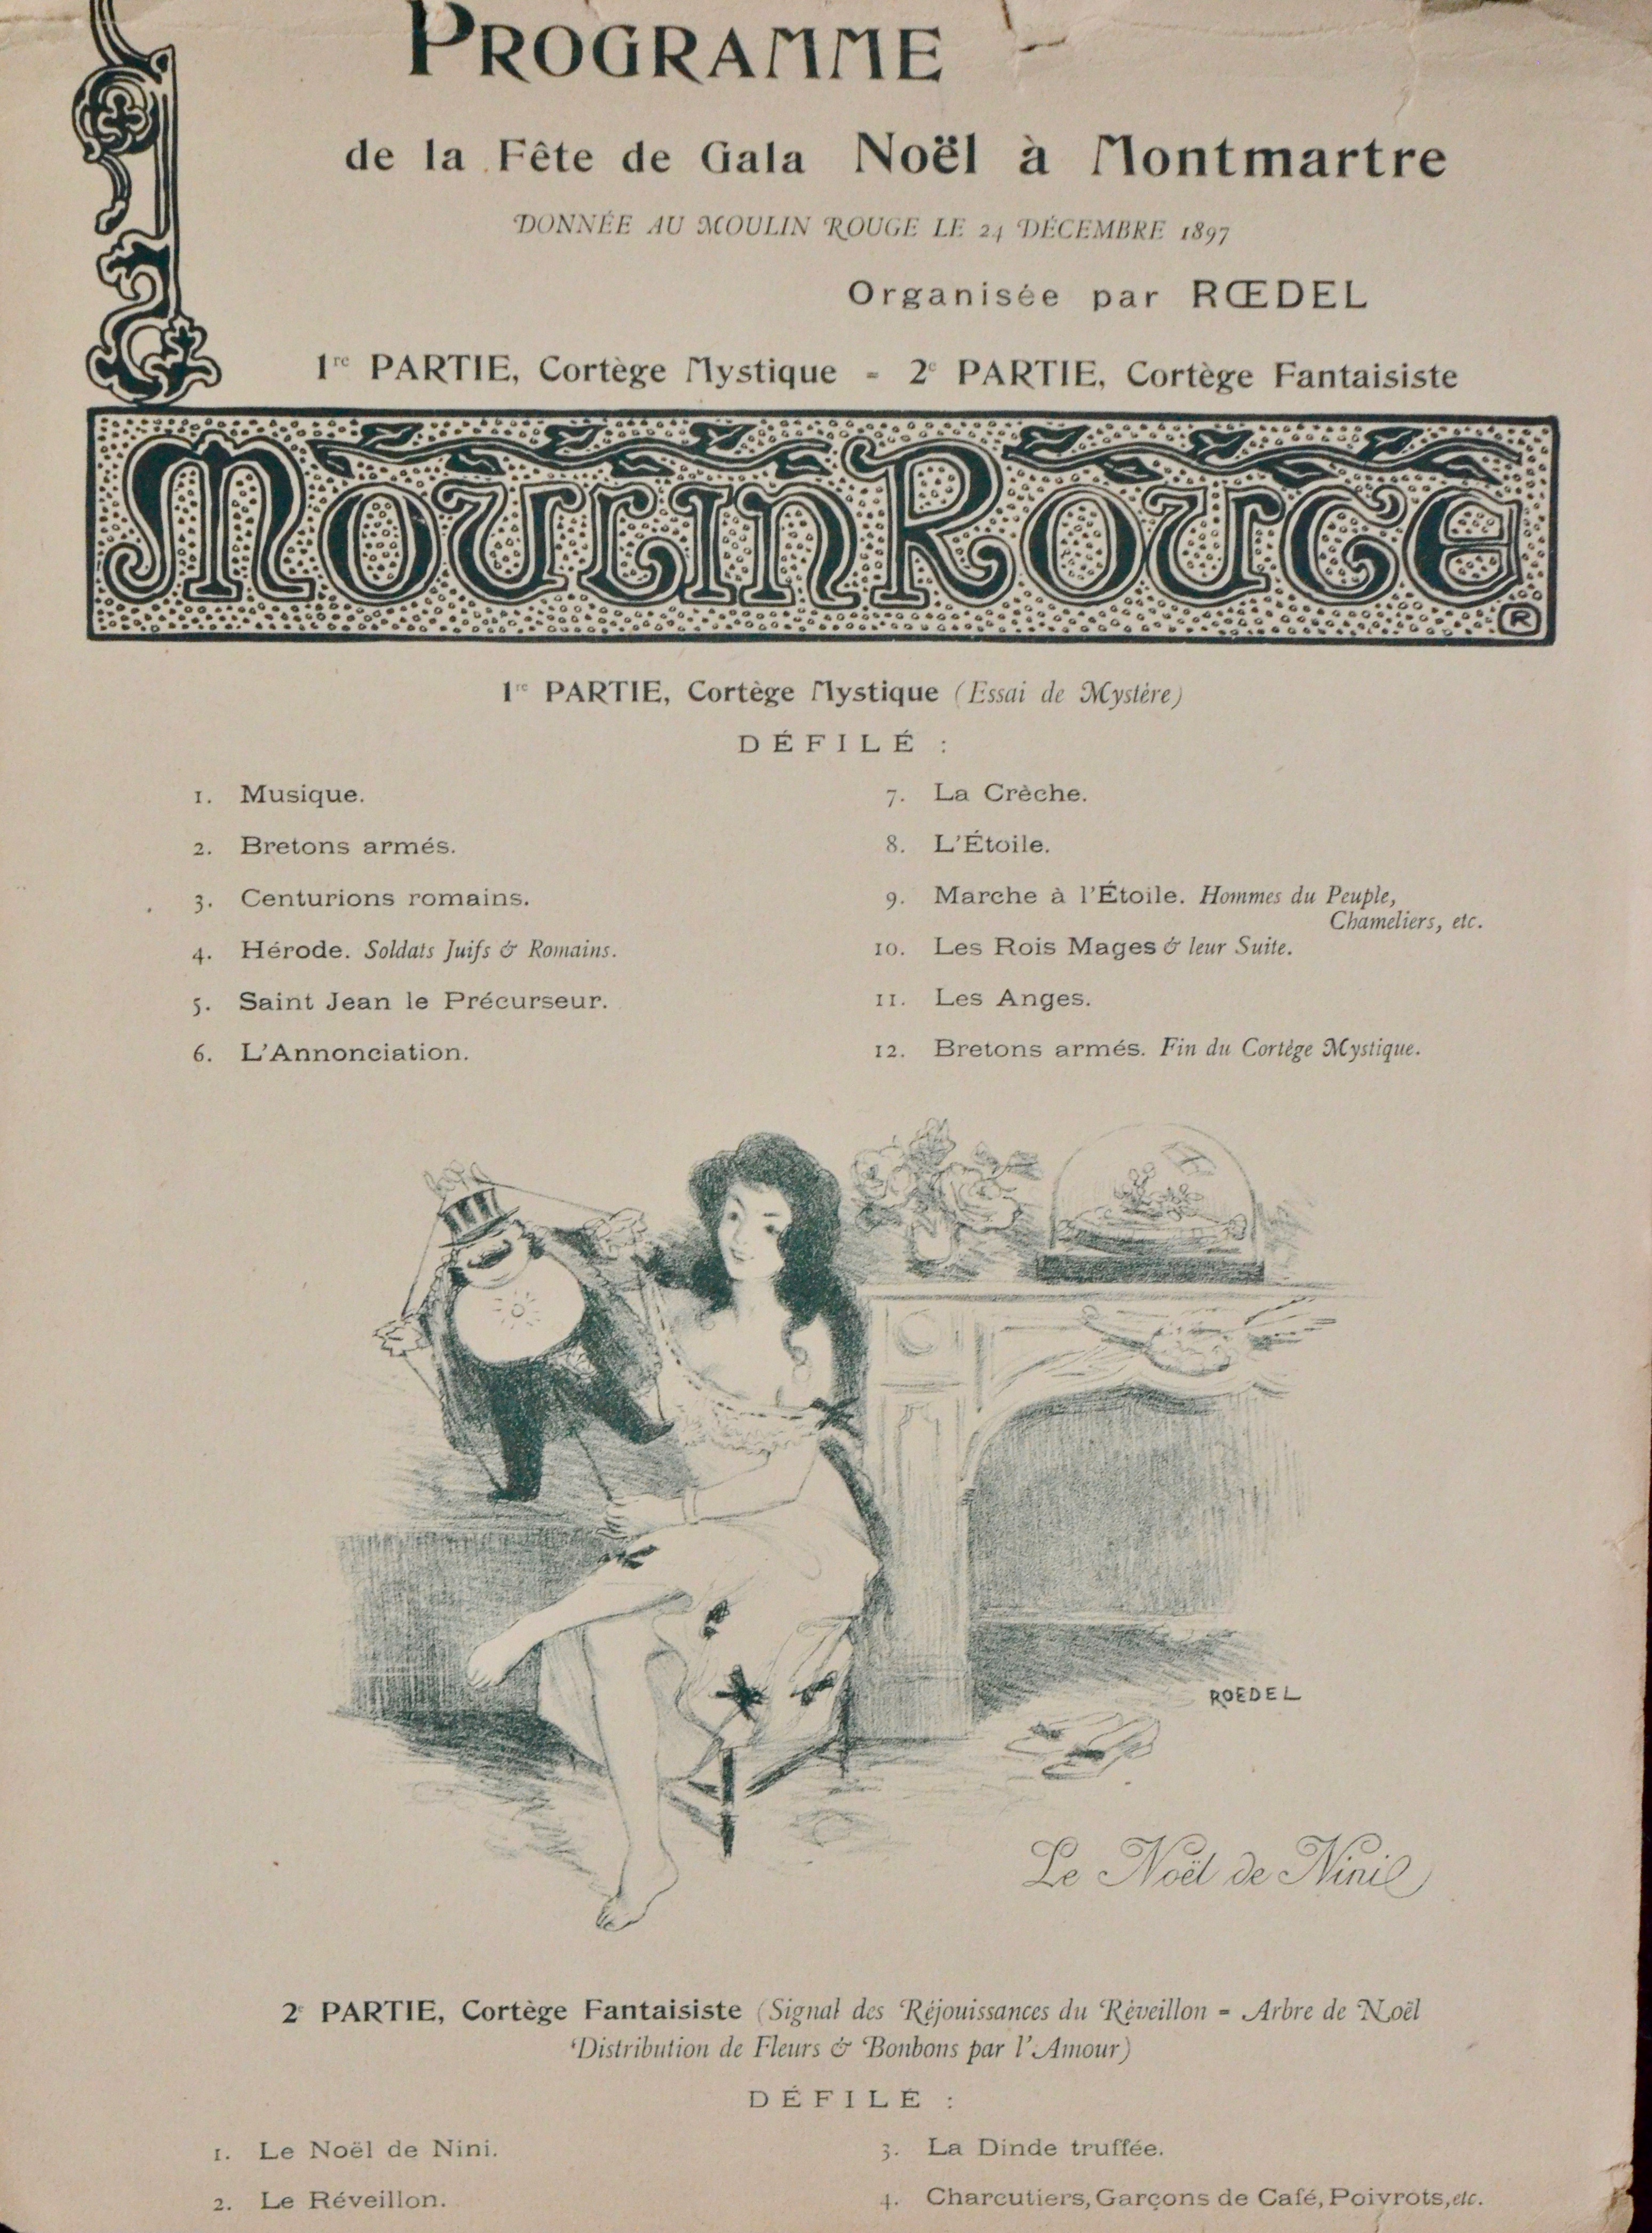 PROGRAMME
de la Fête de Gala Noël à Montmartre
DONNÉE AU MOULIN ROUGE LE 24 DÉCEMBRE 1897
Organisée par RŒDEL
1re PARTIE, Cortège Mystique - 2e PARTIE, Cortège Fantaisiste
MOULIN ROUGE
R
1re PARTIE, Cortège Mystique (Essai de Mystère)
DÉFILÉ :
1. Musique.
2. Bretons armés.
3. Centurions romains.
4. Hérode. Soldats Juifs & Romains.
5. Saint Jean le Précurseur.
6. L'Annonciation.
7. La Crèche.
8. L'Étoile.
9. Marche à l'Étoile. Hommes du Peuple,
Chameliers, etc.
10. Les Rois Mages & leur Suite.
11. Les Anges.
12. Bretons armés. Fin du Cortège Mystique.
ROEDEL
Le Noël de Nini
2e PARTIE, Cortège Fantaisiste (Signal des Réjouissances du Réveillon - Arbre de Noël
Distribution de Fleurs & Bonbons par l'Amour)
DÉFILÉ :
1. Le Noël de Nini.
2. Le Réveillon.
3. La Dinde truffée.
4. Charcutiers, Garçons de Café, Poivrots, etc.